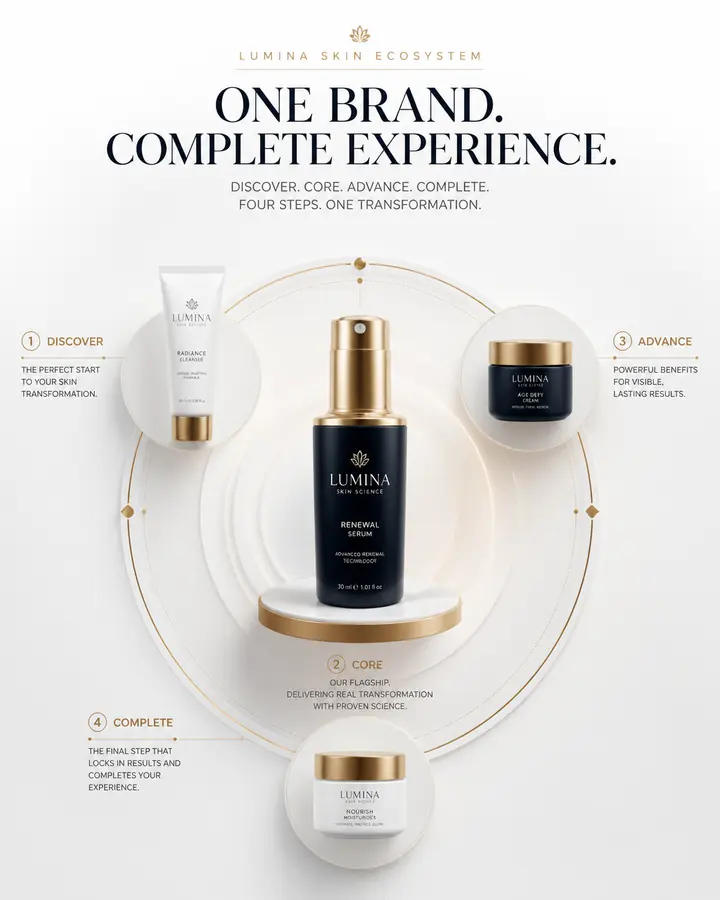 LUMINA SKIN ECOSYSTEM
ONE BRAND.
COMPLETE EXPERIENCE.
DISCOVER. CORE. ADVANCE. COMPLETE.
FOUR STEPS. ONE TRANSFORMATION.
1 DISCOVER
THE PERFECT START
TO YOUR SKIN
TRANSFORMATION.
LUMINA
RADIANCE
CLEANSER
LUMINA
SKIN SCIENCE
RENEWAL
SERUM
ADVANCED RENEWAL
30 ml e 1.01 fl oz
3 ADVANCE
POWERFUL BENEFITS
FOR VISIBLE,
LASTING RESULTS.
LUMINA
AGE DEFY
CREAM
2 CORE
OUR FLAGSHIP.
DELIVERING REAL TRANSFORMATION
WITH PROVEN SCIENCE.
4 COMPLETE
THE FINAL STEP THAT
LOCKS IN RESULTS AND
COMPLETES YOUR
EXPERIENCE.
LUMINA
NOURISH